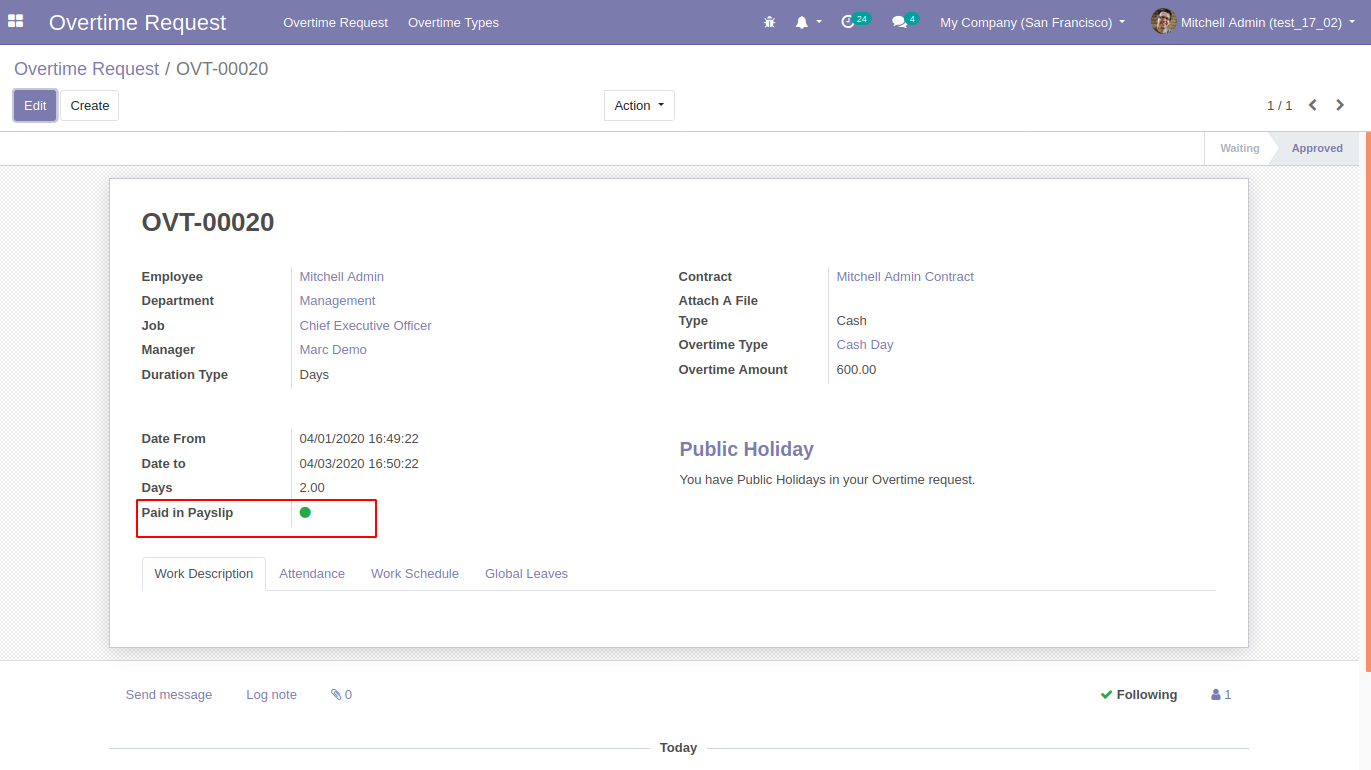 Overtime Request Overtime Request Overtime Types 24 4 My Company (San Francisco) Mitchell Admin (test_17_02)
Overtime Request / OVT-00020
Edit Create Action 1 / 1
Waiting Approved
OVT-00020
Employee Mitchell Admin
Department Management
Job Chief Executive Officer
Manager Marc Demo
Duration Type Days
Contract Mitchell Admin Contract
Attach A File
Type Cash
Overtime Type Cash Day
Overtime Amount 600.00
Date From 04/01/2020 16:49:22
Date to 04/03/2020 16:50:22
Days 2.00
Paid in Payslip
Public Holiday
You have Public Holidays in your Overtime request.
Work Description Attendance Work Schedule Global Leaves
Send message Log note 0 Following 1
Today